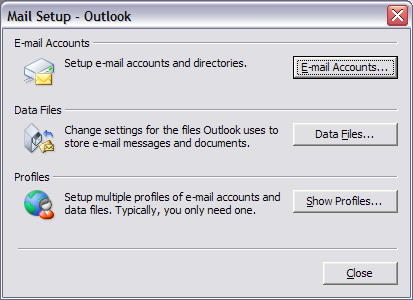 Mail Setup - Outlook
E-mail Accounts
Setup e-mail accounts and directories.
E-mail Accounts...
Data Files
Change settings for the files Outlook uses to
store e-mail messages and documents.
Data Files...
Profiles
Setup multiple profiles of e-mail accounts and
data files. Typically, you only need one.
Show Profiles...
Close